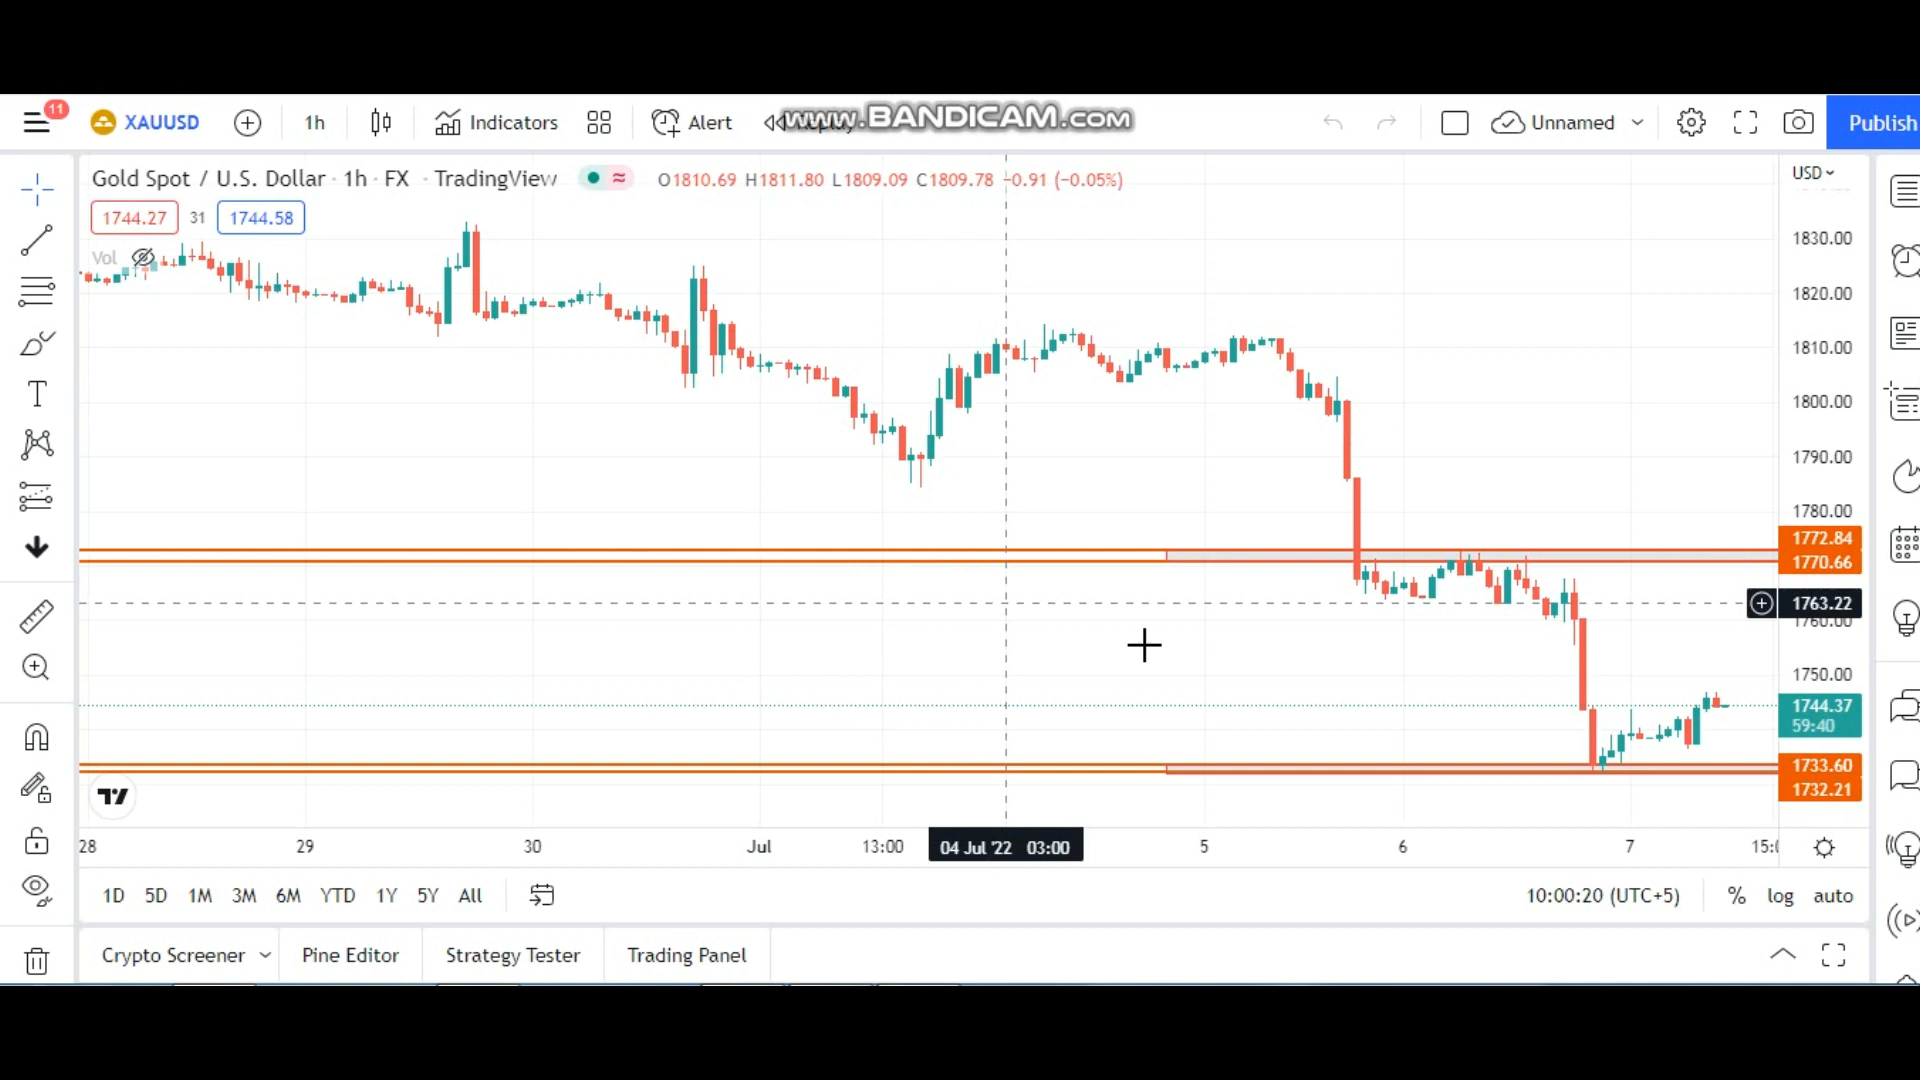 11
XAUUSD
1h
Indicators
Alert
www.BANDICAM.com
Unnamed
Publish
Gold Spot / U.S. Dollar · 1h · FX · TradingView
O1810.69 H1811.80 L1809.09 C1809.78 −0.91 (−0.05%)
USD
1744.27 31 1744.58
Vol
1830.00
1820.00
1810.00
1800.00
1790.00
1780.00
1772.84
1770.66
1763.22
1760.00
1750.00
1744.37
59:40
1733.60
1732.21
28 29 30 Jul 13:00 04 Jul '22 03:00 5 6 7
1D 5D 1M 3M 6M YTD 1Y 5Y All
10:00:20 (UTC+5) % log auto
Crypto Screener Pine Editor Strategy Tester Trading Panel